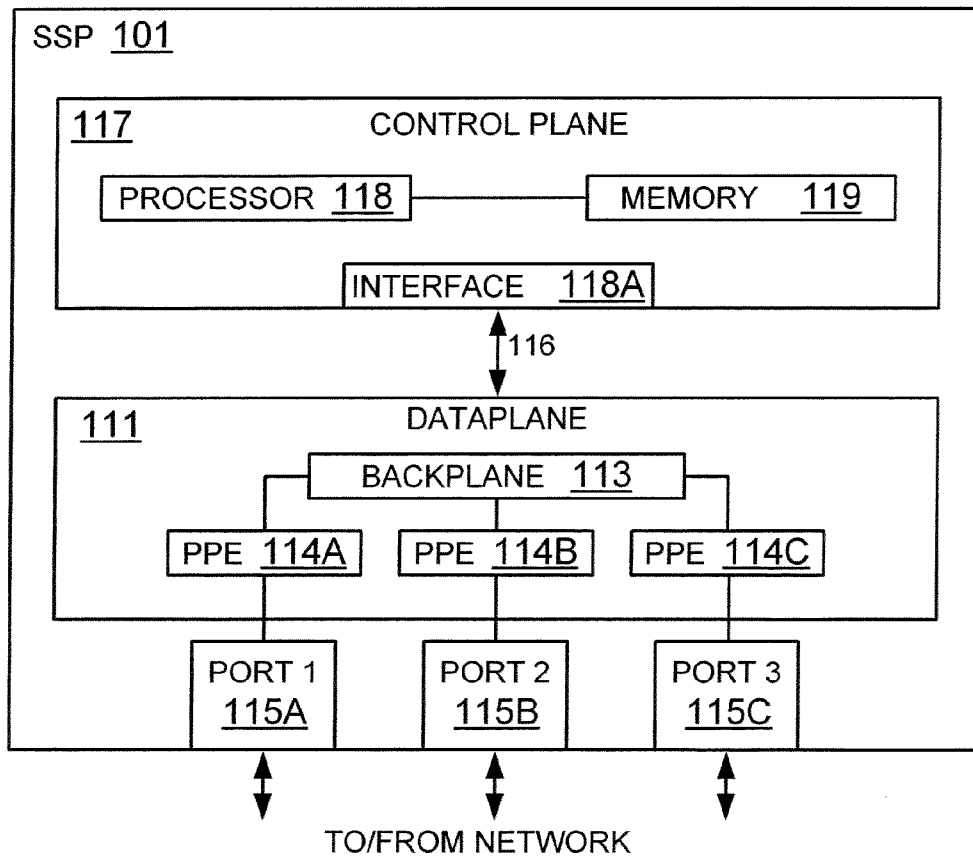 SSP 101
117 CONTROL PLANE
PROCESSOR 118
MEMORY 119
INTERFACE 118A
116
111 DATAPLANE
BACKPLANE 113
PPE 114A
PPE 114B
PPE 114C
PORT 1
115A
PORT 2
115B
PORT 3
115C
TO/FROM NETWORK